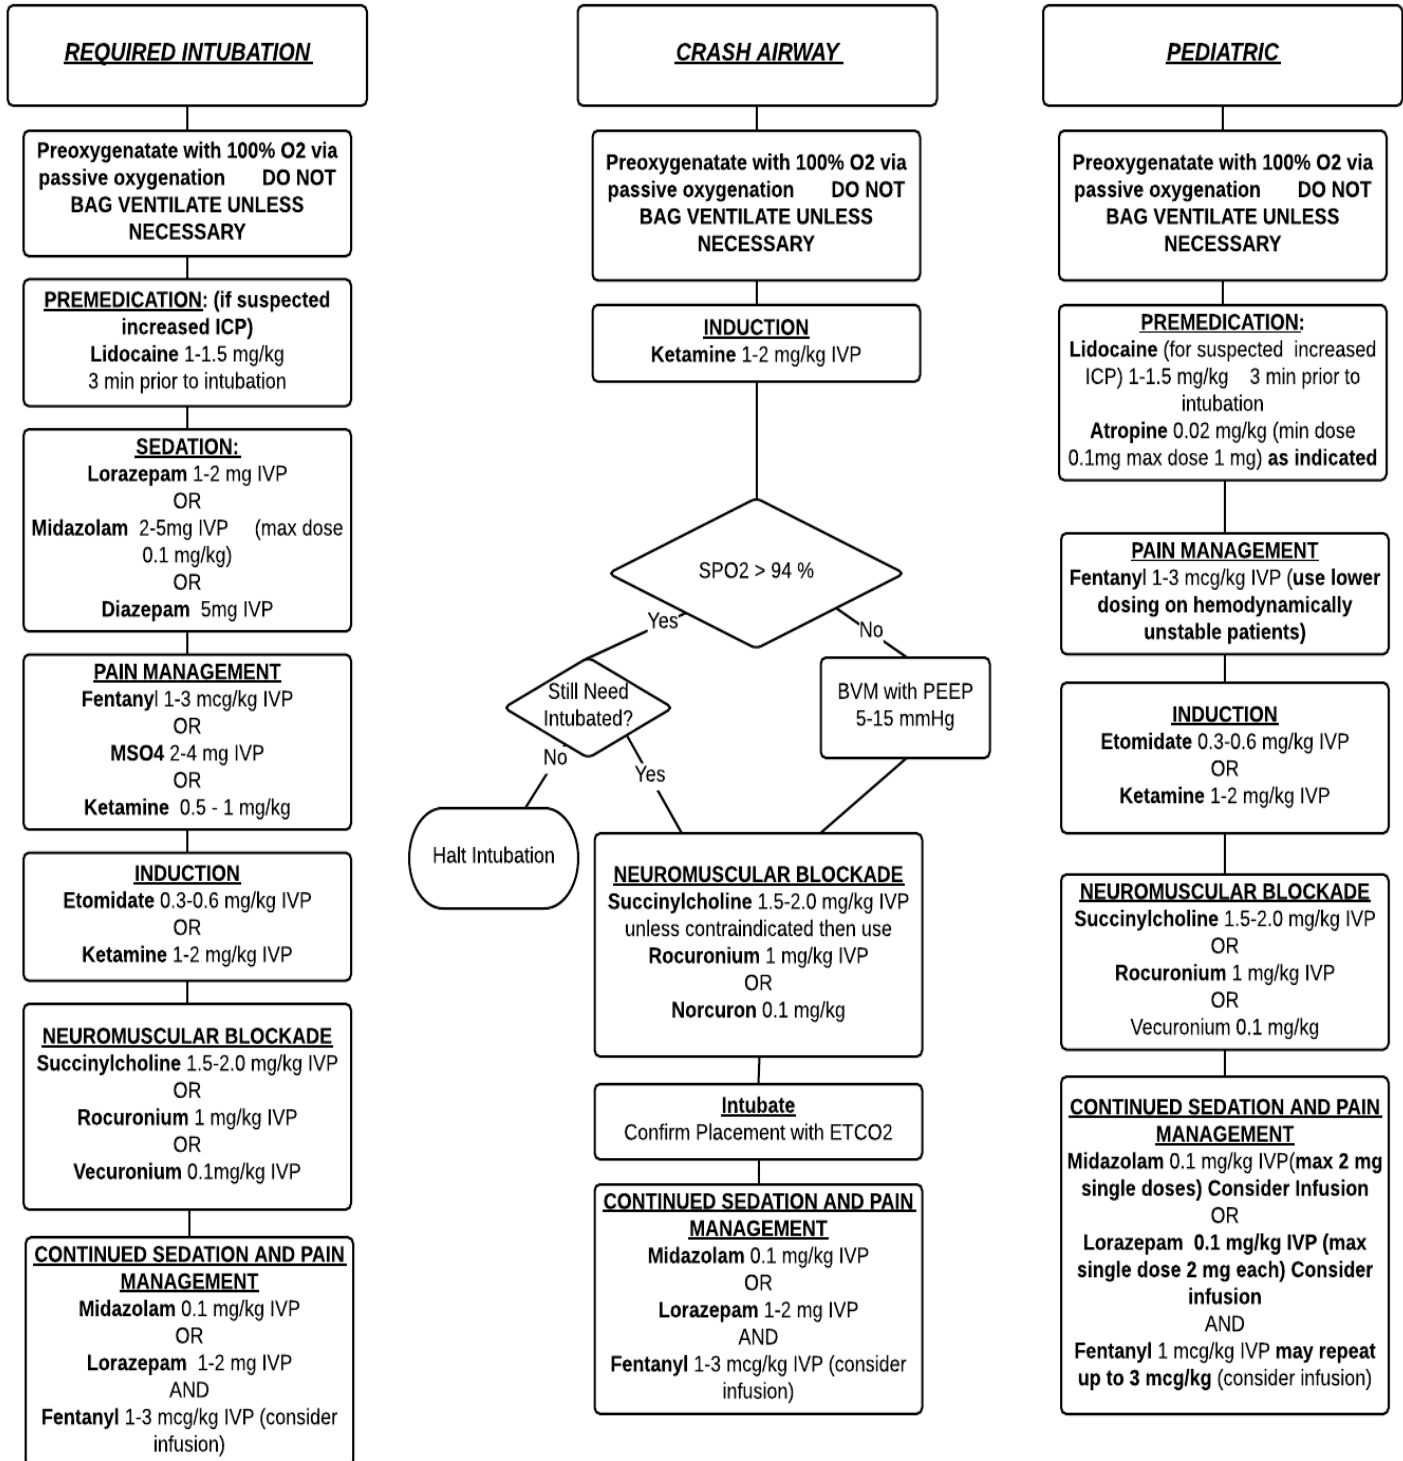 REQUIRED INTUBATION
Preoxygenatate with 100% O2 via
passive oxygenation DO NOT
BAG VENTILATE UNLESS
NECESSARY
PREMEDICATION: (if suspected
increased ICP)
Lidocaine 1-1.5 mg/kg
3 min prior to intubation
SEDATION:
Lorazepam 1-2 mg IVP
OR
Midazolam 2-5mg IVP (max dose
0.1 mg/kg)
OR
Diazepam 5mg IVP
PAIN MANAGEMENT
Fentanyl 1-3 mcg/kg IVP
OR
MSO4 2-4 mg IVP
OR
Ketamine 0.5 - 1 mg/kg
INDUCTION
Etomidate 0.3-0.6 mg/kg IVP
OR
Ketamine 1-2 mg/kg IVP
NEUROMUSCULAR BLOCKADE
Succinylcholine 1.5-2.0 mg/kg IVP
OR
Rocuronium 1 mg/kg IVP
OR
Vecuronium 0.1mg/kg IVP
CONTINUED SEDATION AND PAIN
MANAGEMENT
Midazolam 0.1 mg/kg IVP
OR
Lorazepam 1-2 mg IVP
AND
Fentanyl 1-3 mcg/kg IVP (consider
infusion)
CRASH AIRWAY
Preoxygenatate with 100% O2 via
passive oxygenation DO NOT
BAG VENTILATE UNLESS
NECESSARY
INDUCTION
Ketamine 1-2 mg/kg IVP
SPO2 > 94 %
Yes
No
Still Need
Intubated?
BVM with PEEP
5-15 mmHg
No
Yes
Halt Intubation
NEUROMUSCULAR BLOCKADE
Succinylcholine 1.5-2.0 mg/kg IVP
unless contraindicated then use
Rocuronium 1 mg/kg IVP
OR
Norcuron 0.1 mg/kg
Intubate
Confirm Placement with ETCO2
CONTINUED SEDATION AND PAIN
MANAGEMENT
Midazolam 0.1 mg/kg IVP
OR
Lorazepam 1-2 mg IVP
AND
Fentanyl 1-3 mcg/kg IVP (consider
infusion)
PEDIATRIC
Preoxygenatate with 100% O2 via
passive oxygenation DO NOT
BAG VENTILATE UNLESS
NECESSARY
PREMEDICATION:
Lidocaine (for suspected increased
ICP) 1-1.5 mg/kg 3 min prior to
intubation
Atropine 0.02 mg/kg (min dose
0.1mg max dose 1 mg) as indicated
PAIN MANAGEMENT
Fentanyl 1-3 mcg/kg IVP (use lower
dosing on hemodynamically
unstable patients)
INDUCTION
Etomidate 0.3-0.6 mg/kg IVP
OR
Ketamine 1-2 mg/kg IVP
NEUROMUSCULAR BLOCKADE
Succinylcholine 1.5-2.0 mg/kg IVP
OR
Rocuronium 1 mg/kg IVP
OR
Vecuronium 0.1 mg/kg
CONTINUED SEDATION AND PAIN
MANAGEMENT
Midazolam 0.1 mg/kg IVP(max 2 mg
single doses) Consider Infusion
OR
Lorazepam 0.1 mg/kg IVP (max
single dose 2 mg each) Consider
infusion
AND
Fentanyl 1 mcg/kg IVP may repeat
up to 3 mcg/kg (consider infusion)